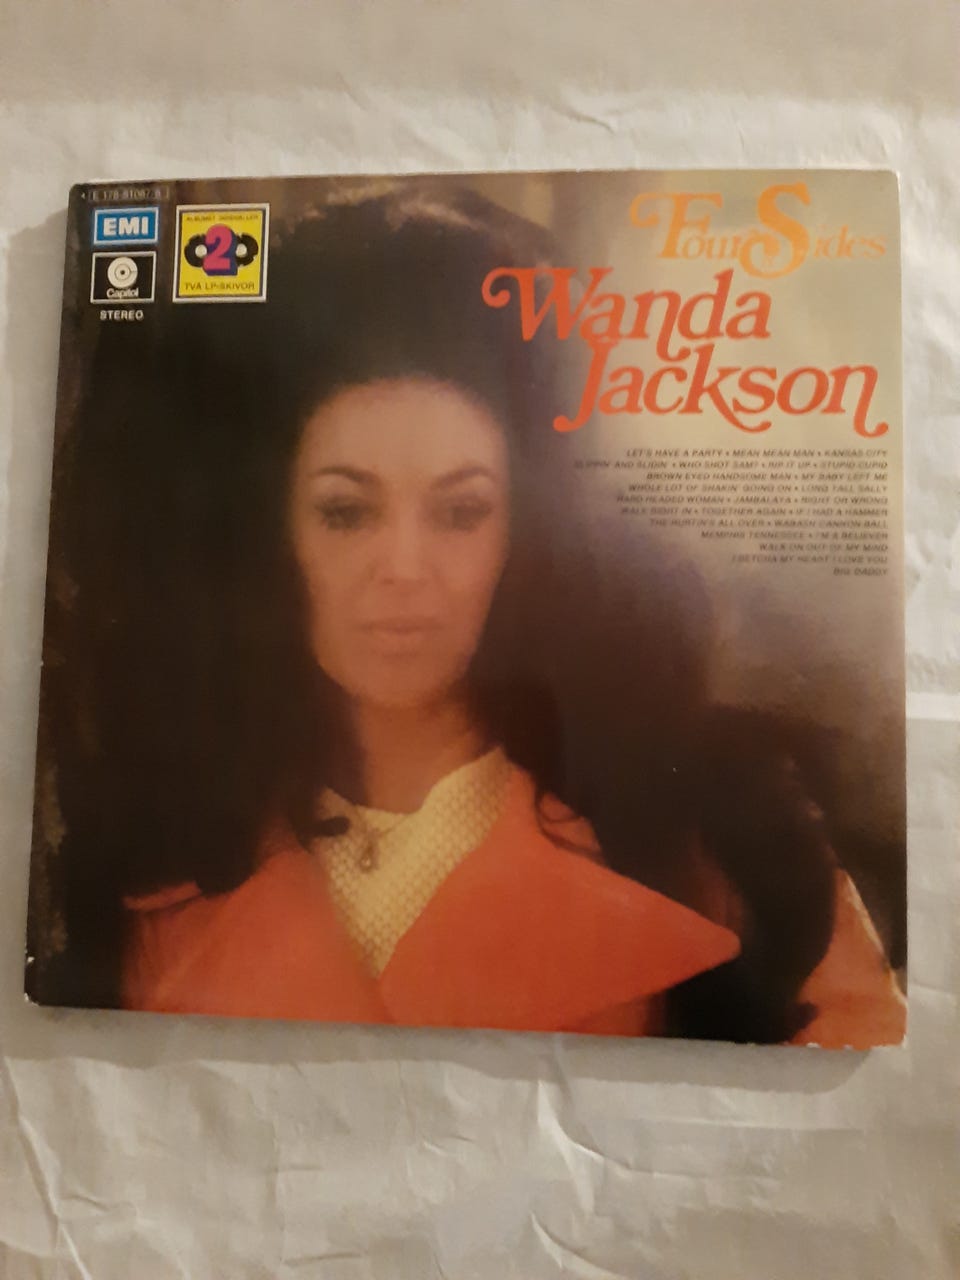 E 178-81067/8
EMI
Capitol
STEREO
ALBUMET INNEHÅLLER
2
TVÅ LP-SKIVOR
Four Sides
Wanda
Jackson
LET'S HAVE A PARTY • MEAN MEAN MAN • KANSAS CITY
SLIPPIN' AND SLIDIN' • WHO SHOT SAM? • RIP IT UP • STUPID CUPID
BROWN EYED HANDSOME MAN • MY BABY LEFT ME
WHOLE LOT OF SHAKIN' GOING ON • LONG TALL SALLY
HARD HEADED WOMAN • JAMBALAYA • RIGHT OR WRONG
WALK RIGHT IN • TOGETHER AGAIN • IF I HAD A HAMMER
THE HURTIN'S ALL OVER • WABASH CANNON BALL
MEMPHIS TENNESSEE • I'M A BELIEVER
WALK ON OUT OF MY MIND
I BETCHA MY HEART I LOVE YOU
BIG DADDY